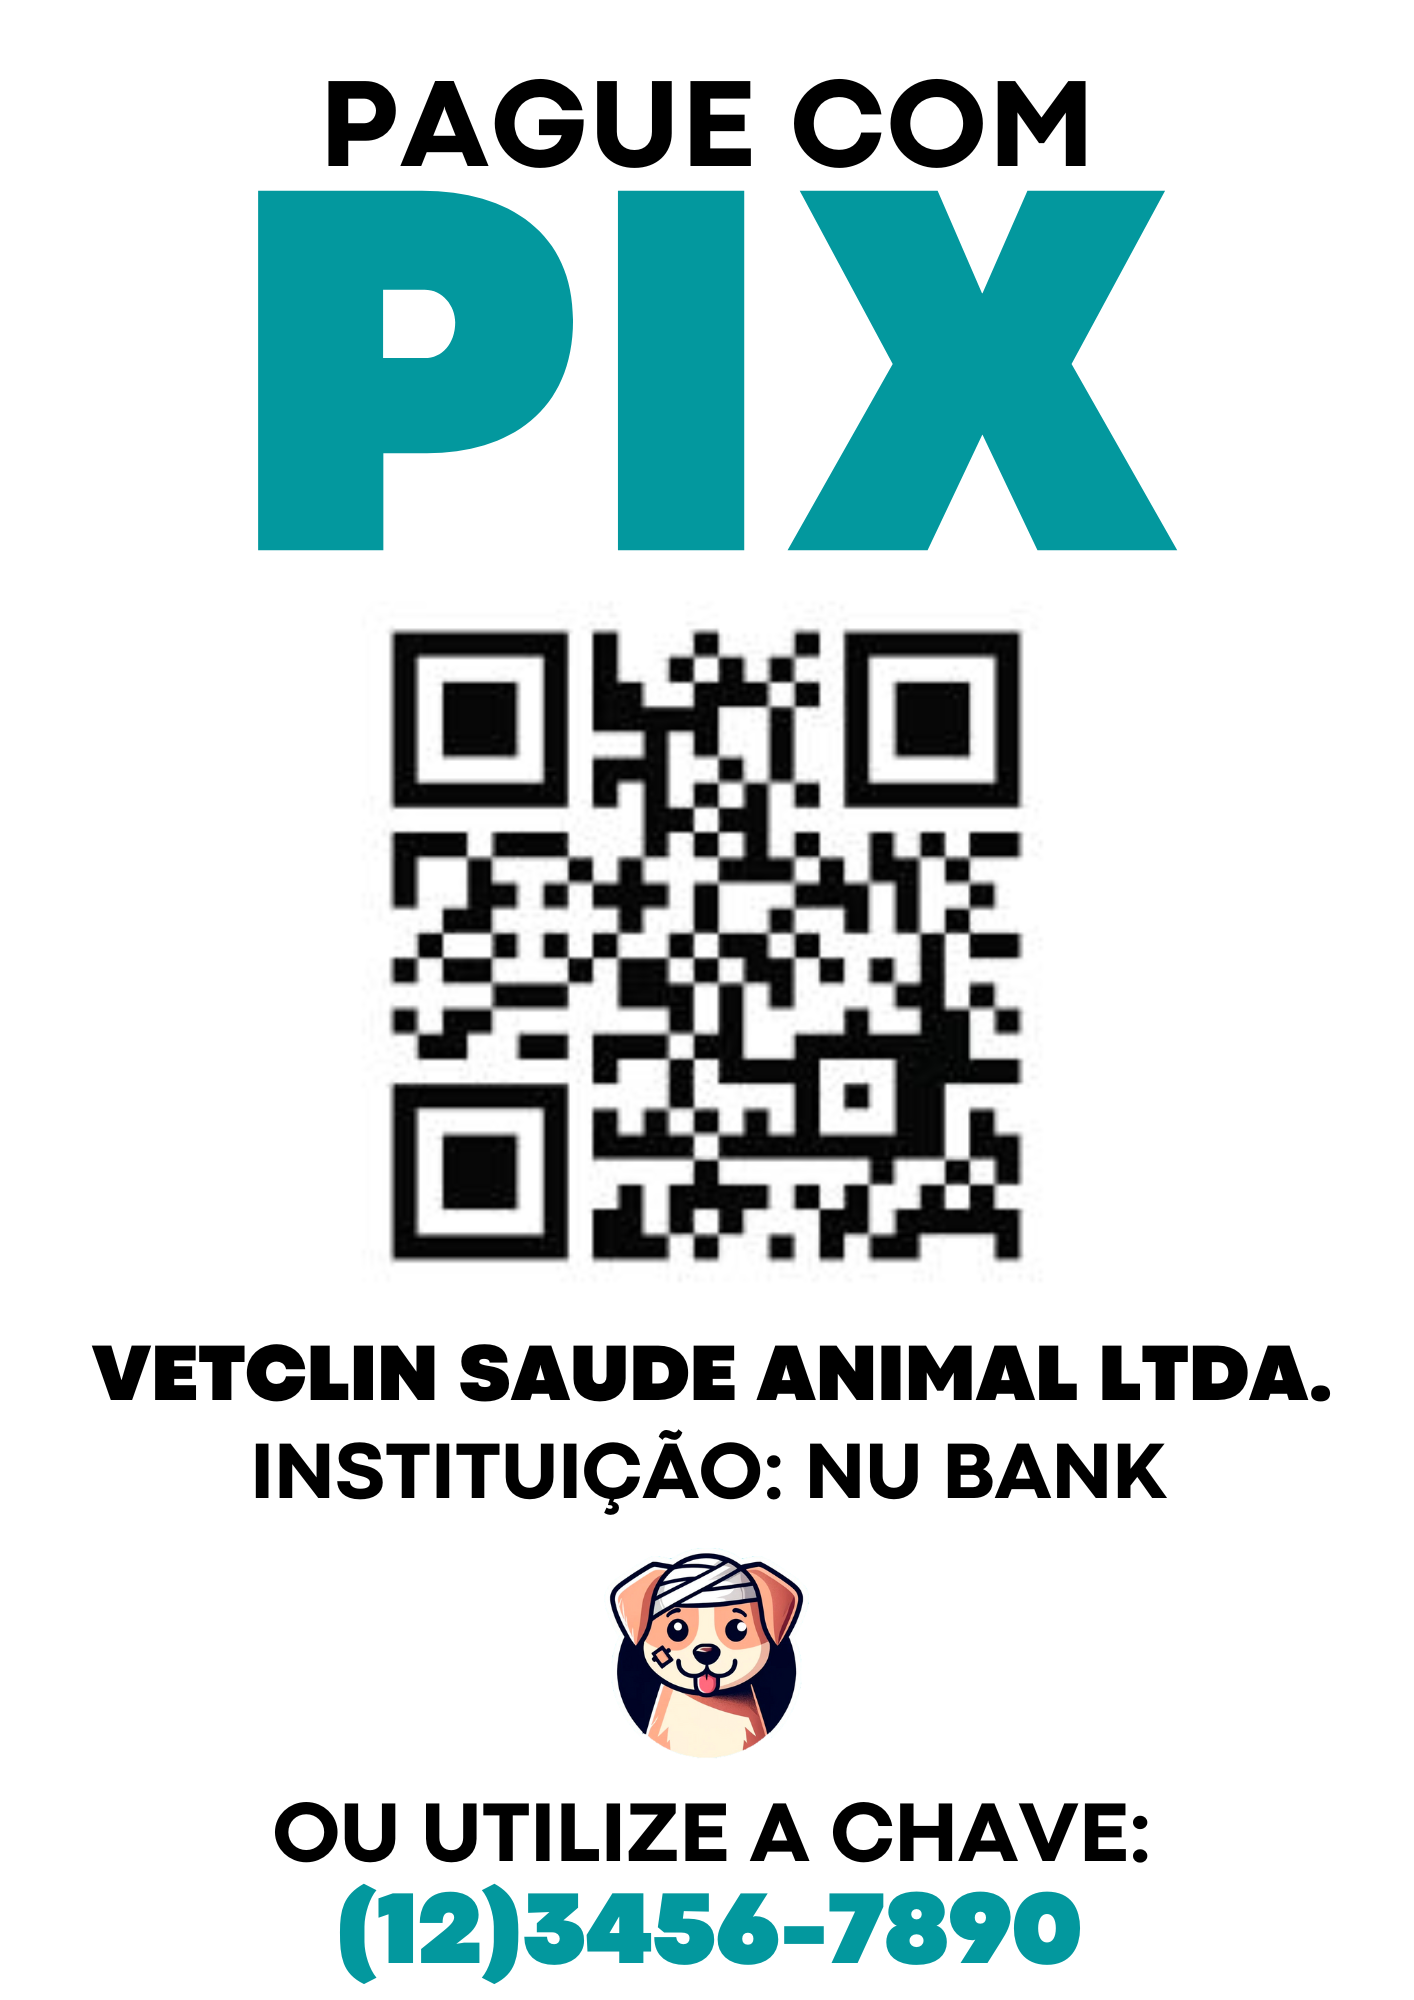 PAGUE COM
PIX
VETCLIN SAUDE ANIMAL LTDA.
INSTITUIÇÃO: NU BANK
OU UTILIZE A CHAVE:
(12)3456-7890